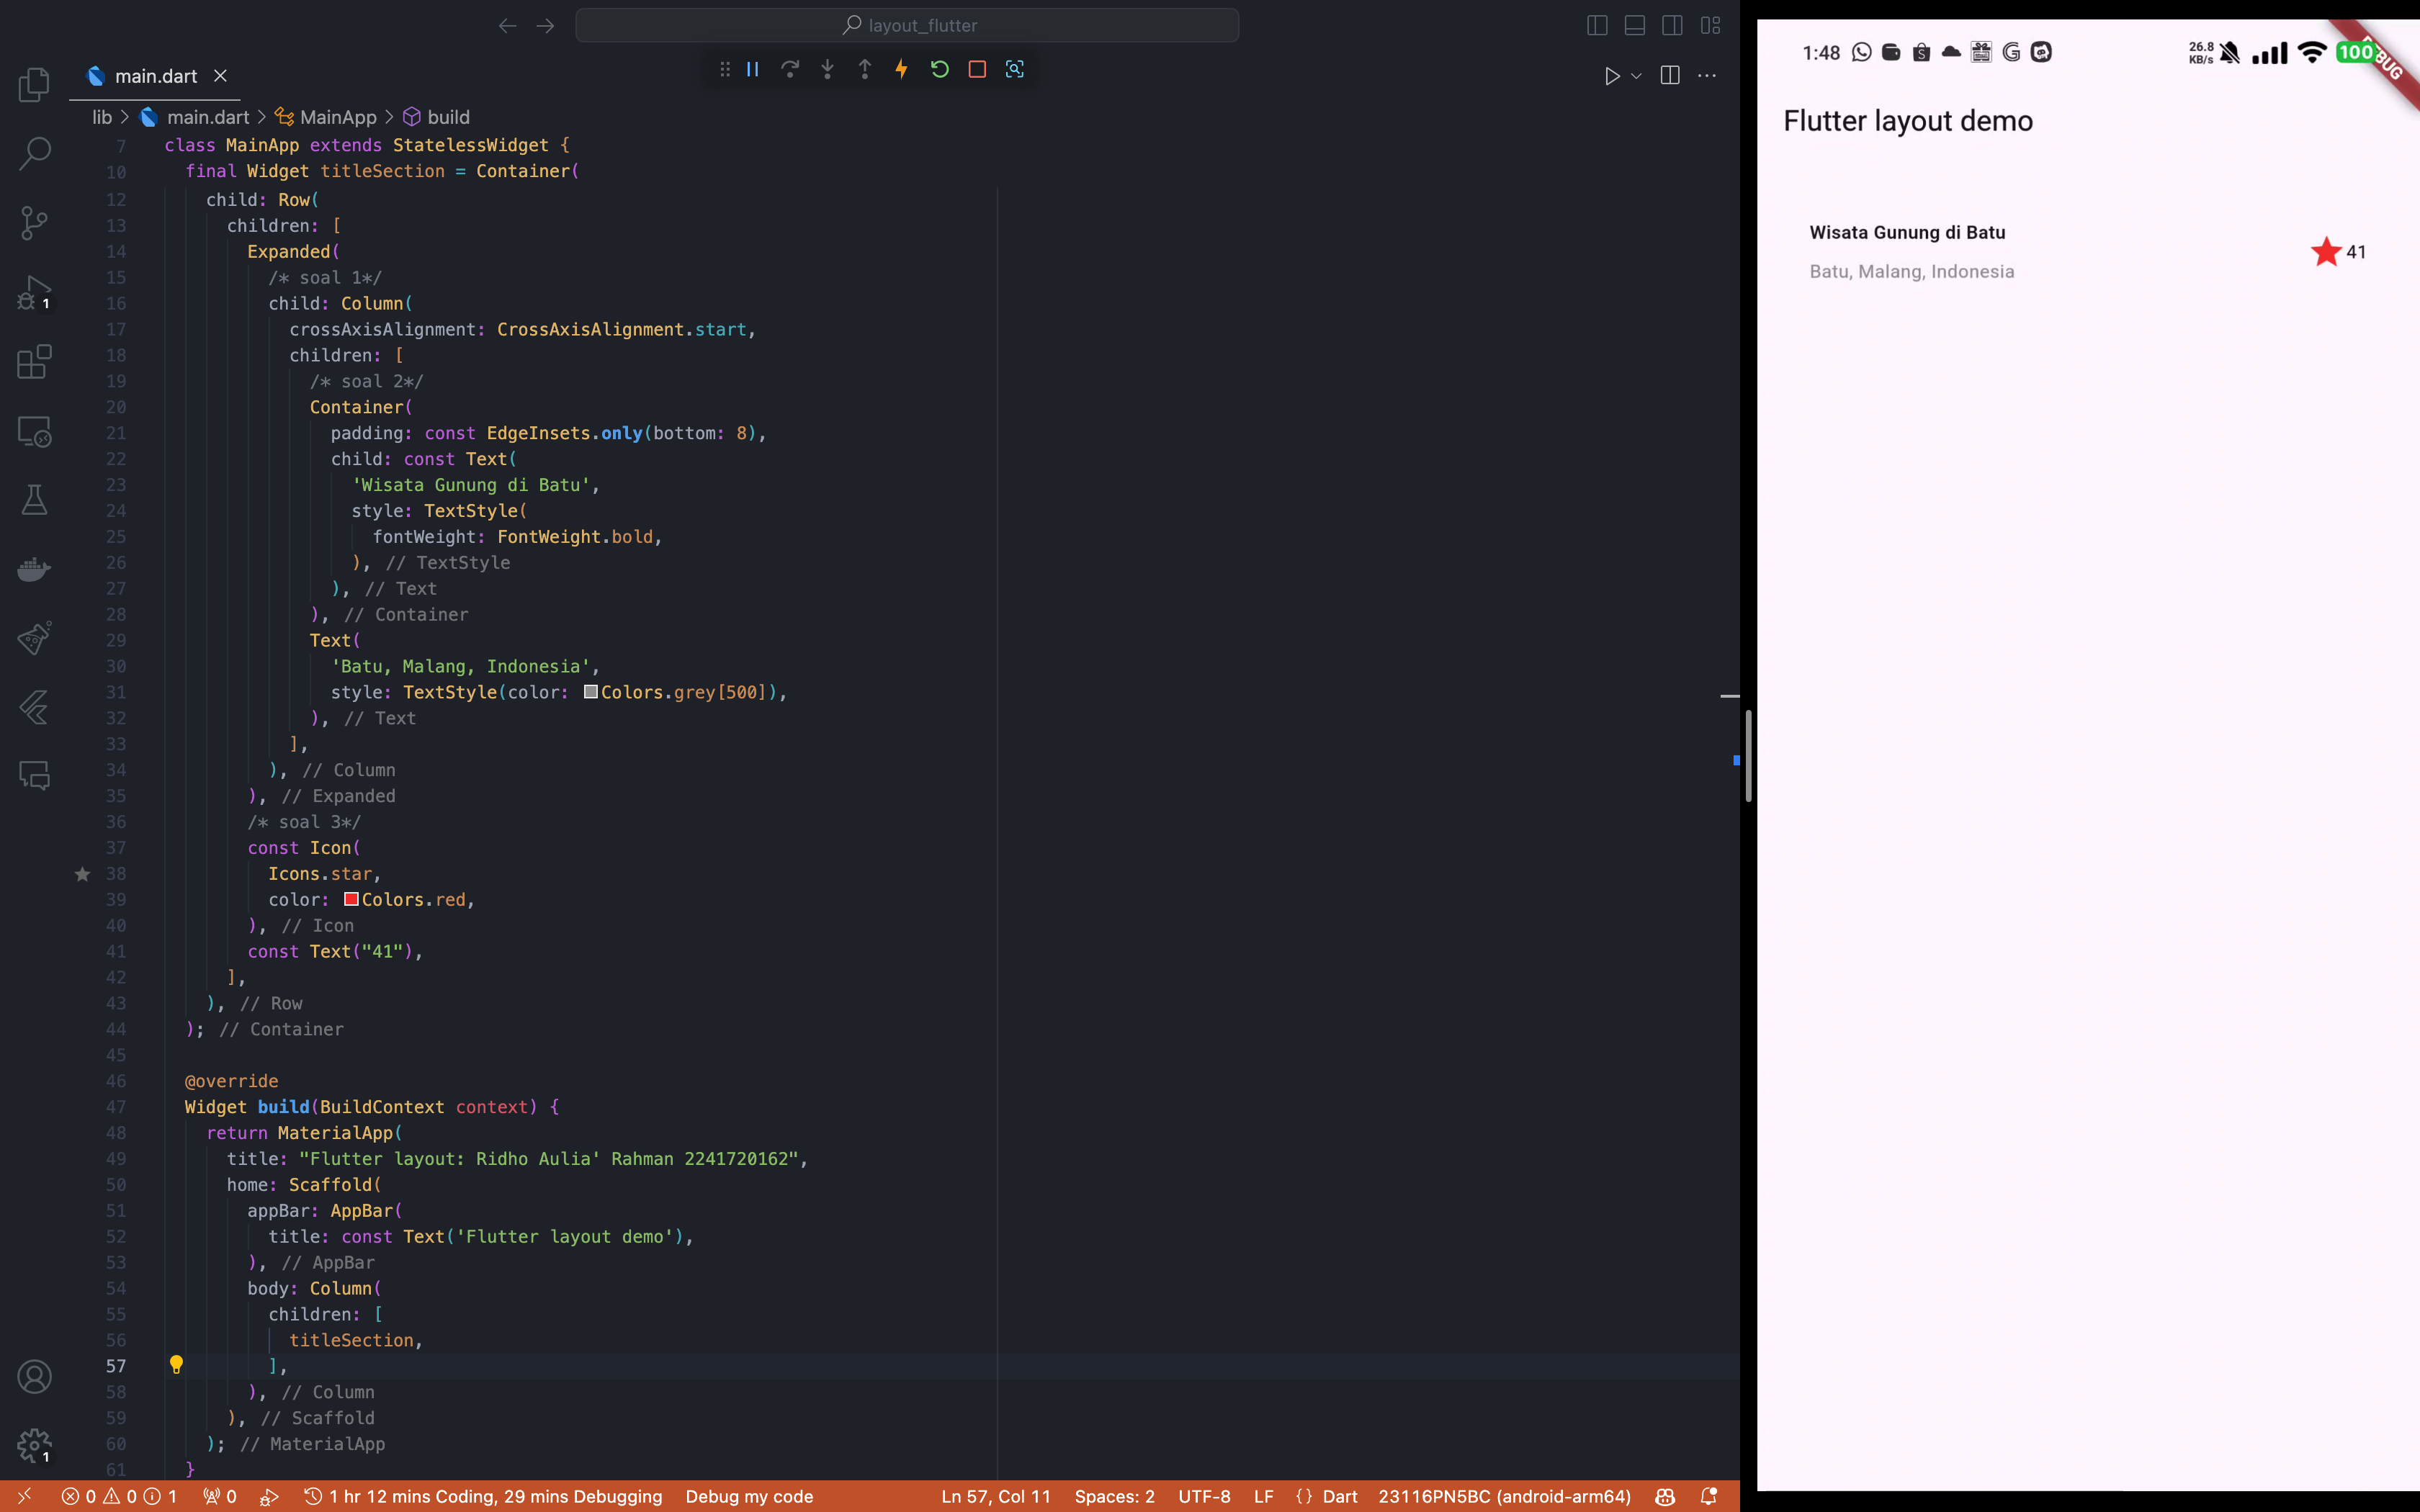 layout_flutter
main.dart
lib > main.dart > MainApp > build
7 class MainApp extends StatelessWidget {
10 final Widget titleSection = Container(
12 child: Row(
13 children: [
14 Expanded(
15 /* soal 1*/
16 child: Column(
17 crossAxisAlignment: CrossAxisAlignment.start,
18 children: [
19 /* soal 2*/
20 Container(
21 padding: const EdgeInsets.only(bottom: 8),
22 child: const Text(
23 'Wisata Gunung di Batu',
24 style: TextStyle(
25 fontWeight: FontWeight.bold,
26 ), // TextStyle
27 ), // Text
28 ), // Container
29 Text(
30 'Batu, Malang, Indonesia',
31 style: TextStyle(color: Colors.grey[500]),
32 ), // Text
33 ],
34 ), // Column
35 ), // Expanded
36 /* soal 3*/
37 const Icon(
38 Icons.star,
39 color: Colors.red,
40 ), // Icon
41 const Text("41"),
42 ],
43 ), // Row
44 ); // Container
45
46 @override
47 Widget build(BuildContext context) {
48 return MaterialApp(
49 title: "Flutter layout: Ridho Aulia' Rahman 2241720162",
50 home: Scaffold(
51 appBar: AppBar(
52 title: const Text('Flutter layout demo'),
53 ), // AppBar
54 body: Column(
55 children: [
56 titleSection,
57 ],
58 ), // Column
59 ), // Scaffold
60 ); // MaterialApp
61 }
1
1
0 0 1 0 1 hr 12 mins Coding, 29 mins Debugging Debug my code Ln 57, Col 11 Spaces: 2 UTF-8 LF {} Dart 23116PN5BC (android-arm64)
1:48 26.8 KB/s 100
Flutter layout demo
Wisata Gunung di Batu
41
Batu, Malang, Indonesia